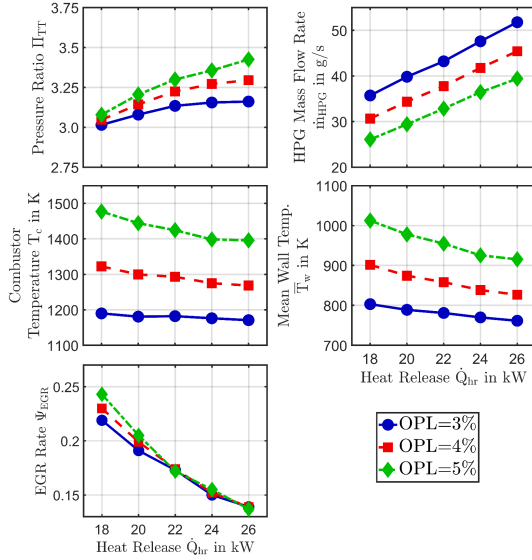 Pressure Ratio Π_TT
3.75
3.5
3.25
3.0
2.75
HPG Mass Flow Rate
ṁ_HPG in g/s
50
40
30
20
Combustor
Temperature T_c in K
1500
1400
1300
1200
1100
Mean Wall Temp.
T̅_w in K
1100
1000
900
800
700
18 20 22 24 26
Heat Release Q̇_hr in kW
EGR Rate Ψ_EGR
0.25
0.2
0.15
18 20 22 24 26
Heat Release Q̇_hr in kW
OPL=3%
OPL=4%
OPL=5%